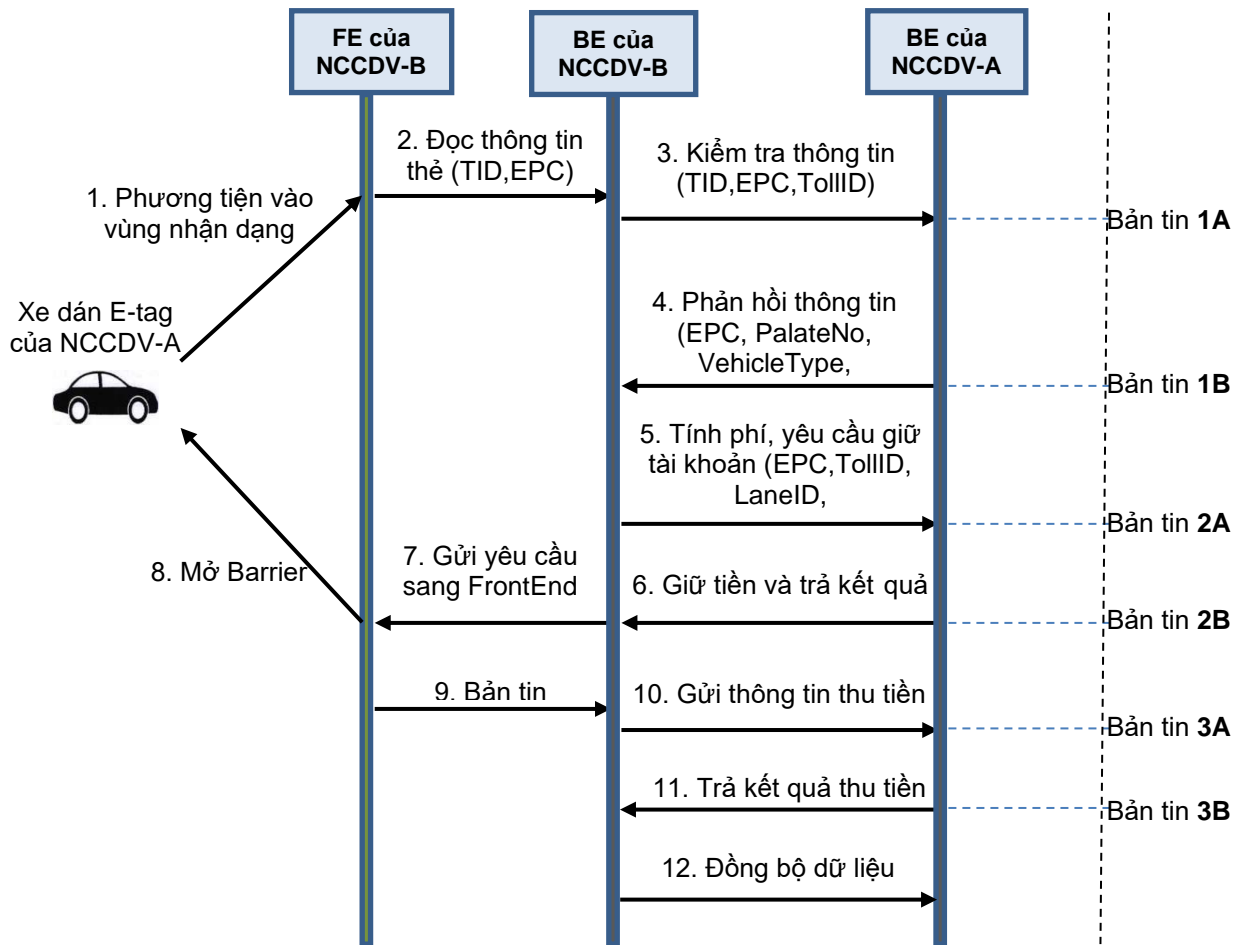 FE của
NCCDV-B
BE của
NCCDV-B
BE của
NCCDV-A
2. Đọc thông tin
thẻ (TID,EPC)
3. Kiểm tra thông tin
(TID,EPC,TollID)
1. Phương tiện vào
vùng nhận dạng
Bản tin 1A
Xe dán E-tag
của NCCDV-A
4. Phản hồi thông tin
(EPC, PalateNo,
VehicleType,
Bản tin 1B
5. Tính phí, yêu cầu giữ
tài khoản (EPC,TollID,
LaneID,
Bản tin 2A
8. Mở Barrier
7. Gửi yêu cầu
sang FrontEnd
6. Giữ tiền và trả kết quả
Bản tin 2B
9. Bản tin
10. Gửi thông tin thu tiền
Bản tin 3A
11. Trả kết quả thu tiền
Bản tin 3B
12. Đồng bộ dữ liệu